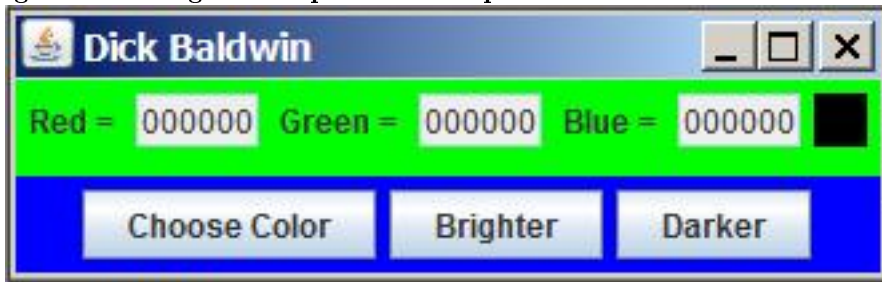 Dick Baldwin
Red = 000000 Green = 000000 Blue = 000000
Choose Color Brighter Darker